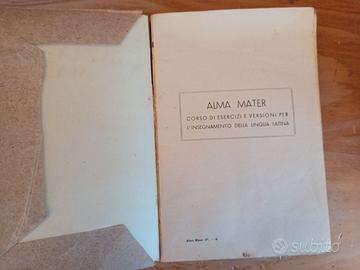 ALMA MATER
CORSO DI ESERCIZI E VERSIONI PER
L'INSEGNAMENTO DELLA LINGUA LATINA
subito